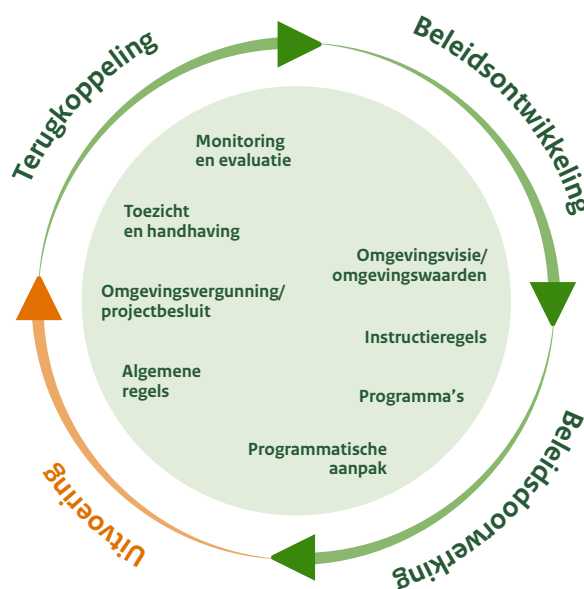 Terugkoppeling
Beleidsontwikkeling
Monitoring
en evaluatie
Toezicht
en handhaving
Omgevingsvisie/
omgevingswaarden
Omgevingsvergunning/
projectbesluit
Instructieregels
Algemene
regels
Programma's
Programmatische
aanpak
Uitvoering
Beleidsdoorwerking